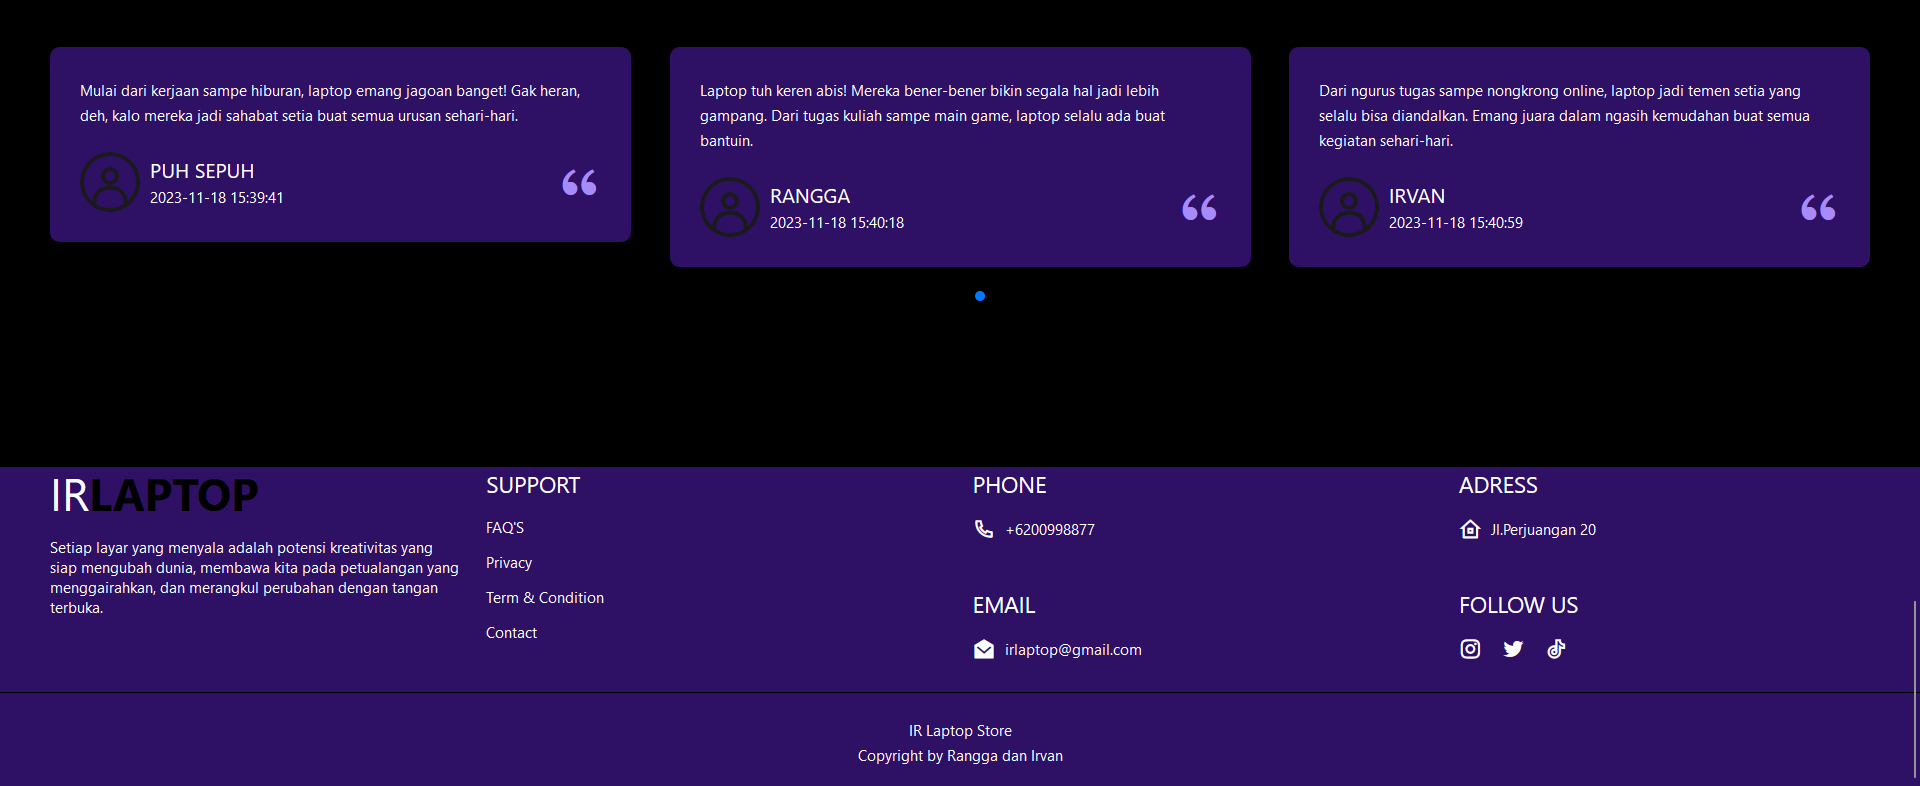 Mulai dari kerjaan sampe hiburan, laptop emang jagoan banget! Gak heran,
deh, kalo mereka jadi sahabat setia buat semua urusan sehari-hari.
PUH SEPUH
2023-11-18 15:39:41
Laptop tuh keren abis! Mereka bener-bener bikin segala hal jadi lebih
gampang. Dari tugas kuliah sampe main game, laptop selalu ada buat
bantuin.
RANGGA
2023-11-18 15:40:18
Dari ngurus tugas sampe nongkrong online, laptop jadi temen setia yang
selalu bisa diandalkan. Emang juara dalam ngasih kemudahan buat semua
kegiatan sehari-hari.
IRVAN
2023-11-18 15:40:59
IRLAPTOP
Setiap layar yang menyala adalah potensi kreativitas yang
siap mengubah dunia, membawa kita pada petualangan yang
menggairahkan, dan merangkul perubahan dengan tangan
terbuka.
SUPPORT
FAQ'S
Privacy
Term & Condition
Contact
PHONE
+6200998877
EMAIL
irlaptop@gmail.com
ADRESS
Jl.Perjuangan 20
FOLLOW US
IR Laptop Store
Copyright by Rangga dan Irvan